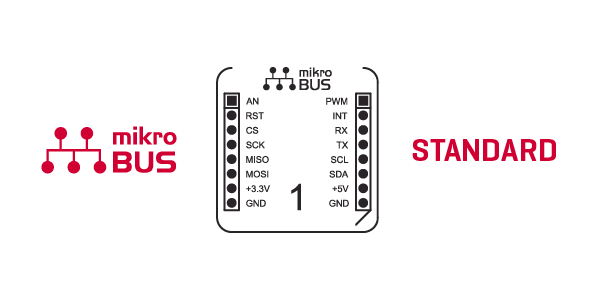 mikro
BUS
mikro
BUS
AN PWM
RST INT
CS RX
SCK TX
MISO SCL
MOSI SDA
+3.3V +5V
GND GND
1
STANDARD